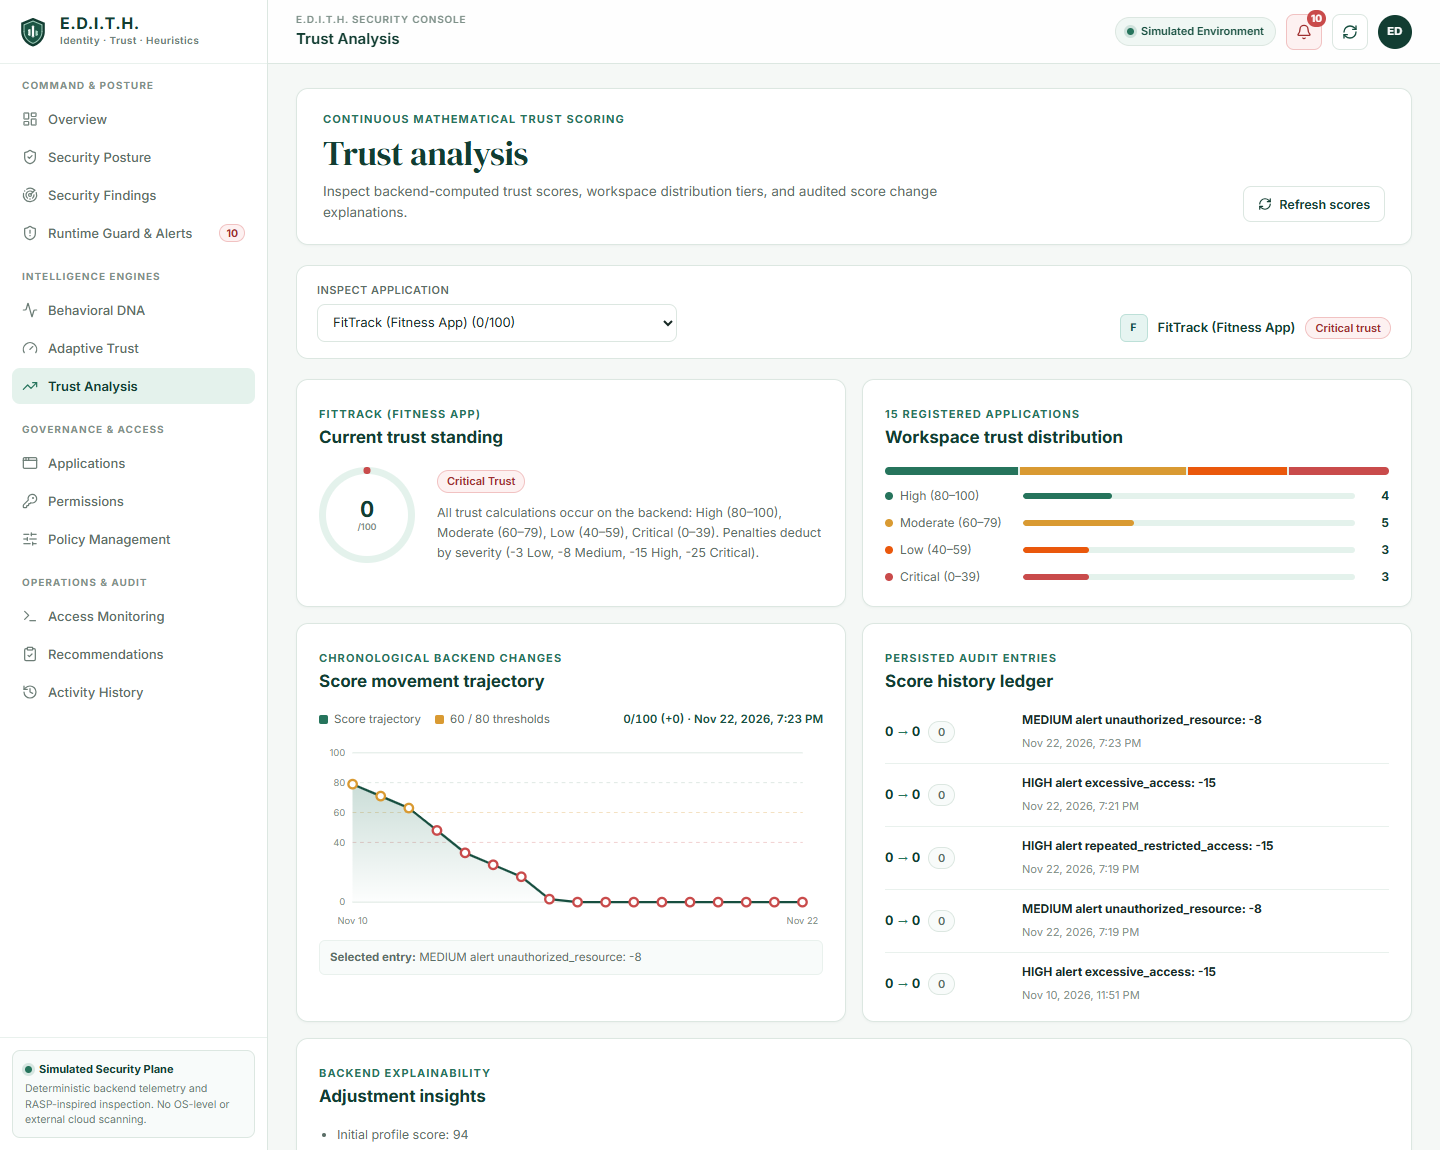 E.D.I.T.H.
Identity · Trust · Heuristics
COMMAND & POSTURE
Overview
Security Posture
Security Findings
Runtime Guard & Alerts 10
INTELLIGENCE ENGINES
Behavioral DNA
Adaptive Trust
Trust Analysis
GOVERNANCE & ACCESS
Applications
Permissions
Policy Management
OPERATIONS & AUDIT
Access Monitoring
Recommendations
Activity History
Simulated Security Plane
Deterministic backend telemetry and
RASP-inspired inspection. No OS-level or
external cloud scanning.
E.D.I.T.H. SECURITY CONSOLE
Trust Analysis
Simulated Environment
10
ED
CONTINUOUS MATHEMATICAL TRUST SCORING
Trust analysis
Inspect backend-computed trust scores, workspace distribution tiers, and audited score change
explanations.
Refresh scores
INSPECT APPLICATION
FitTrack (Fitness App) (0/100)
F FitTrack (Fitness App) Critical trust
FITTRACK (FITNESS APP)
Current trust standing
0
/100
Critical Trust
All trust calculations occur on the backend: High (80–100),
Moderate (60–79), Low (40–59), Critical (0–39). Penalties deduct
by severity (-3 Low, -8 Medium, -15 High, -25 Critical).
15 REGISTERED APPLICATIONS
Workspace trust distribution
High (80–100) 4
Moderate (60–79) 5
Low (40–59) 3
Critical (0–39) 3
CHRONOLOGICAL BACKEND CHANGES
Score movement trajectory
Score trajectory 60 / 80 thresholds 0/100 (+0) · Nov 22, 2026, 7:23 PM
100
80
60
40
0
Nov 10 Nov 22
Selected entry: MEDIUM alert unauthorized_resource: -8
PERSISTED AUDIT ENTRIES
Score history ledger
0 → 0 0 MEDIUM alert unauthorized_resource: -8
Nov 22, 2026, 7:23 PM
0 → 0 0 HIGH alert excessive_access: -15
Nov 22, 2026, 7:21 PM
0 → 0 0 HIGH alert repeated_restricted_access: -15
Nov 22, 2026, 7:19 PM
0 → 0 0 MEDIUM alert unauthorized_resource: -8
Nov 22, 2026, 7:19 PM
0 → 0 0 HIGH alert excessive_access: -15
Nov 10, 2026, 11:51 PM
BACKEND EXPLAINABILITY
Adjustment insights
• Initial profile score: 94